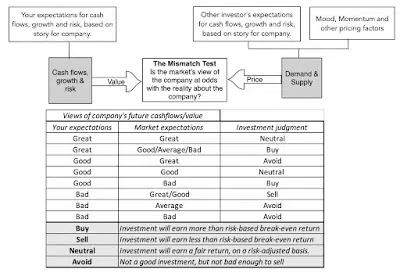 Your expectations for cash
flows, growth and risk, based on
story for company.
Other investor's expectations
for cash flows, growth and risk,
based on story for company.
Mood, Momentum and
other pricing factors
Cash flows,
growth &
risk
Value
The Mismatch Test
Is the market's view of
the company at odds
with the reality about the
company?
Price
Demand &
Supply
Views of company's future cashflows/value
Your expectations Market expectations Investment judgment
Great Great Neutral
Great Good/Average/Bad Buy
Good Great Avoid
Good Good Neutral
Good Bad Buy
Bad Great/Good Sell
Bad Average Avoid
Bad Bad Avoid
Buy Investment will earn more than risk-based break-even return
Sell Investment will earn less than risk-based break-even return
Neutral Investment will earn a fair return, on a risk-adjusted basis.
Avoid Not a good investment, but not bad enough to sell